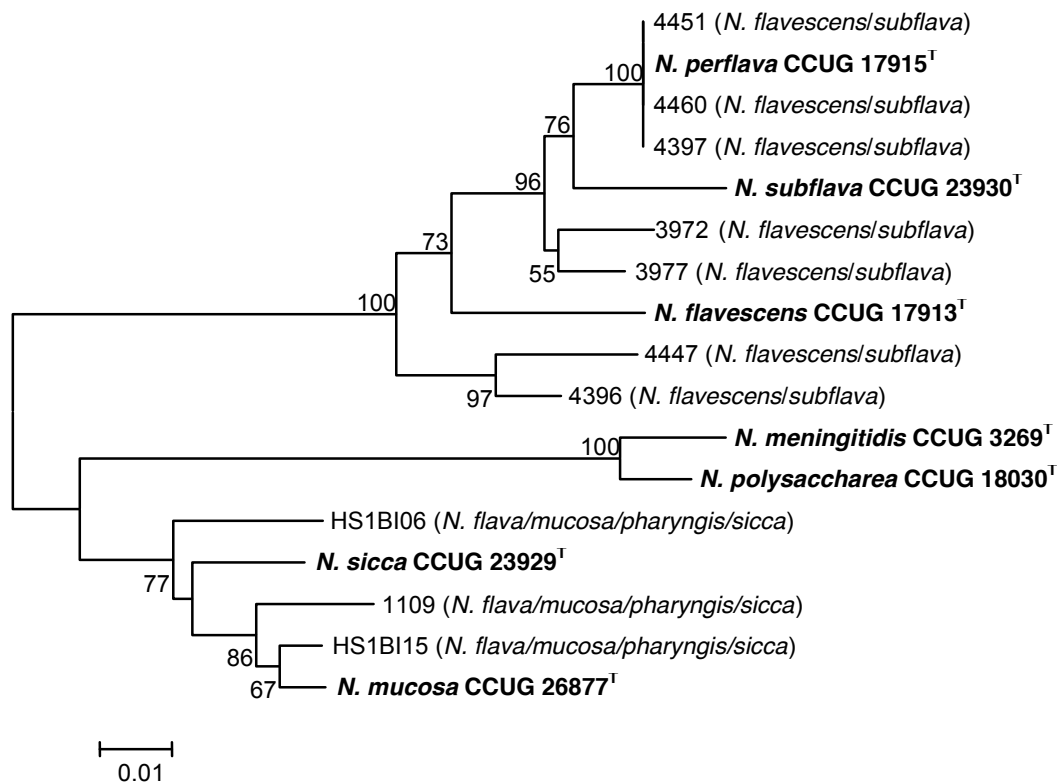 4451 (N. flavescens/subflava)
N. perflava CCUG 17915T
100
4460 (N. flavescens/subflava)
76
4397 (N. flavescens/subflava)
96
N. subflava CCUG 23930T
73
3972 (N. flavescens/subflava)
55
3977 (N. flavescens/subflava)
100
N. flavescens CCUG 17913T
4447 (N. flavescens/subflava)
97
4396 (N. flavescens/subflava)
N. meningitidis CCUG 3269T
100
N. polysaccharea CCUG 18030T
HS1BI06 (N. flava/mucosa/pharyngis/sicca)
N. sicca CCUG 23929T
77
1109 (N. flava/mucosa/pharyngis/sicca)
HS1BI15 (N. flava/mucosa/pharyngis/sicca)
86
67
N. mucosa CCUG 26877T
0.01